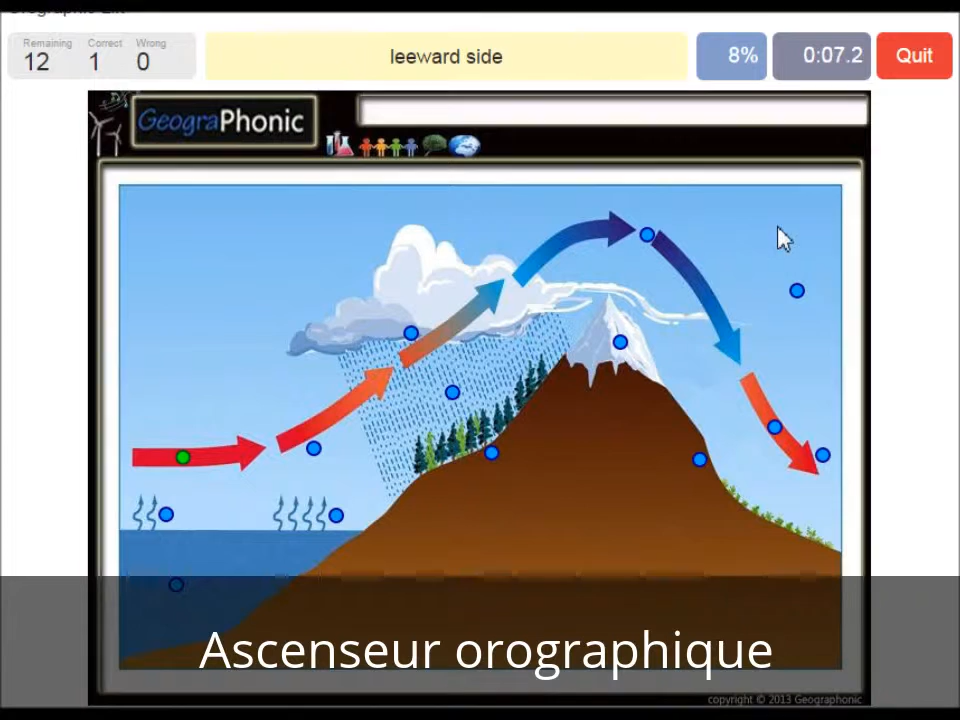 Remaining Correct Wrong
12 1 0
leeward side
8%
0:07.2
Quit
GeograPhonic
Ascenseur orographique
copyright © 2013 Geographonic